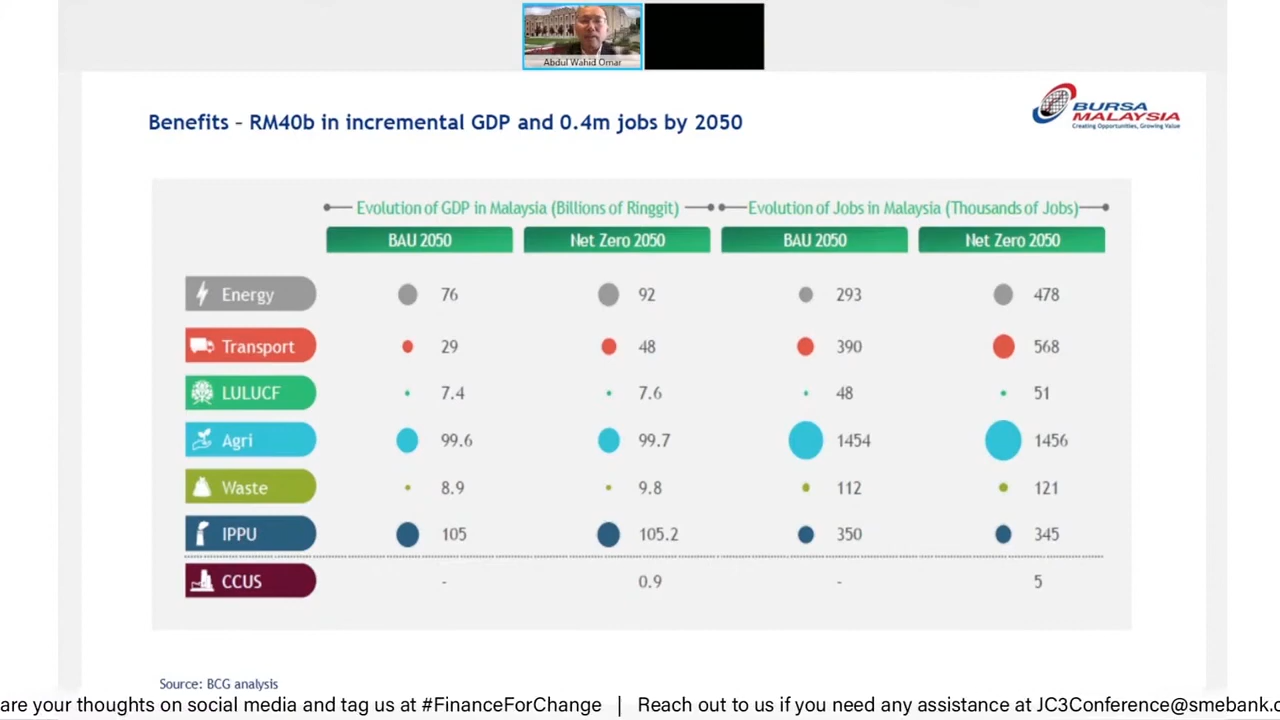 Abdul Wahid Omar
BURSA
MALAYSIA
Creating Opportunities, Growing Value
Benefits – RM40b in incremental GDP and 0.4m jobs by 2050
Evolution of GDP in Malaysia (Billions of Ringgit) Evolution of Jobs in Malaysia (Thousands of Jobs)
BAU 2050 Net Zero 2050 BAU 2050 Net Zero 2050
Energy 76 92 293 478
Transport 29 48 390 568
LULUCF 7.4 7.6 48 51
Agri 99.6 99.7 1454 1456
Waste 8.9 9.8 112 121
IPPU 105 105.2 350 345
CCUS - 0.9 - 5
Source: BCG analysis
are your thoughts on social media and tag us at #FinanceForChange | Reach out to us if you need any assistance at JC3Conference@smebank.c